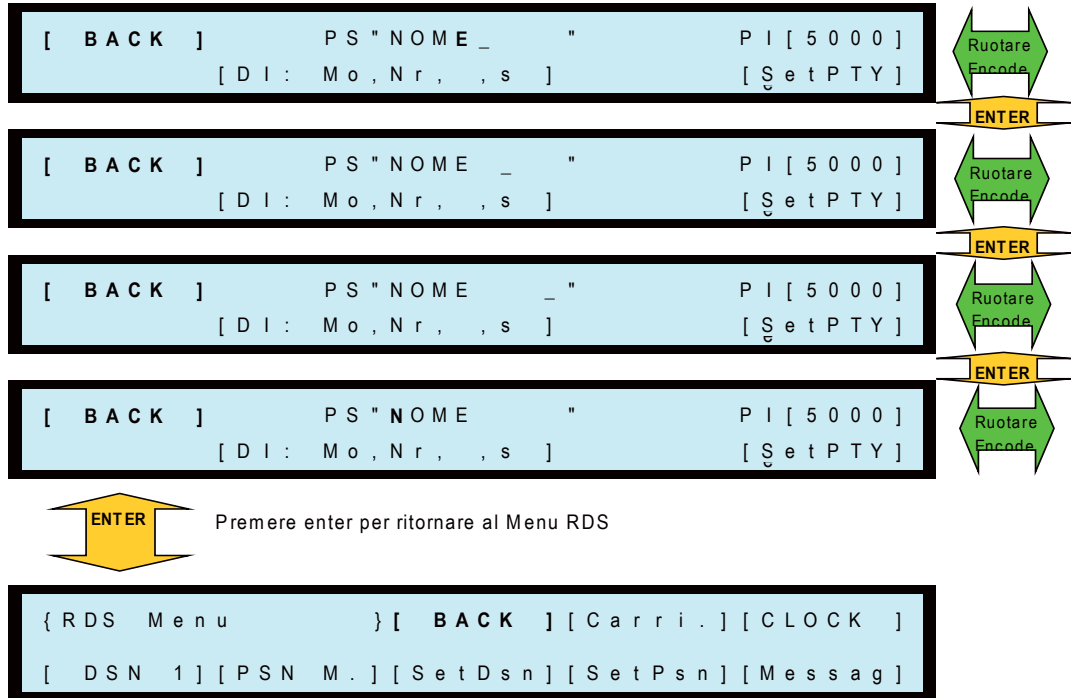 [ BACK ] PS"NOME_ " PI[5000]
[DI: Mo,Nr, ,s ] [SetPTY]
Ruotare
Encode
ENTER
[ BACK ] PS"NOME _ " PI[5000]
[DI: Mo,Nr, ,s ] [SetPTY]
Ruotare
Encode
ENTER
[ BACK ] PS"NOME _" PI[5000]
[DI: Mo,Nr, ,s ] [SetPTY]
Ruotare
Encode
ENTER
[ BACK ] PS"NOME " PI[5000]
[DI: Mo,Nr, ,s ] [SetPTY]
Ruotare
Encode
ENTER
Premere enter per ritornare al Menu RDS
{RDS Menu }[ BACK ][Carri.][CLOCK ]
[ DSN 1][PSN M.][SetDsn][SetPsn][Messag]